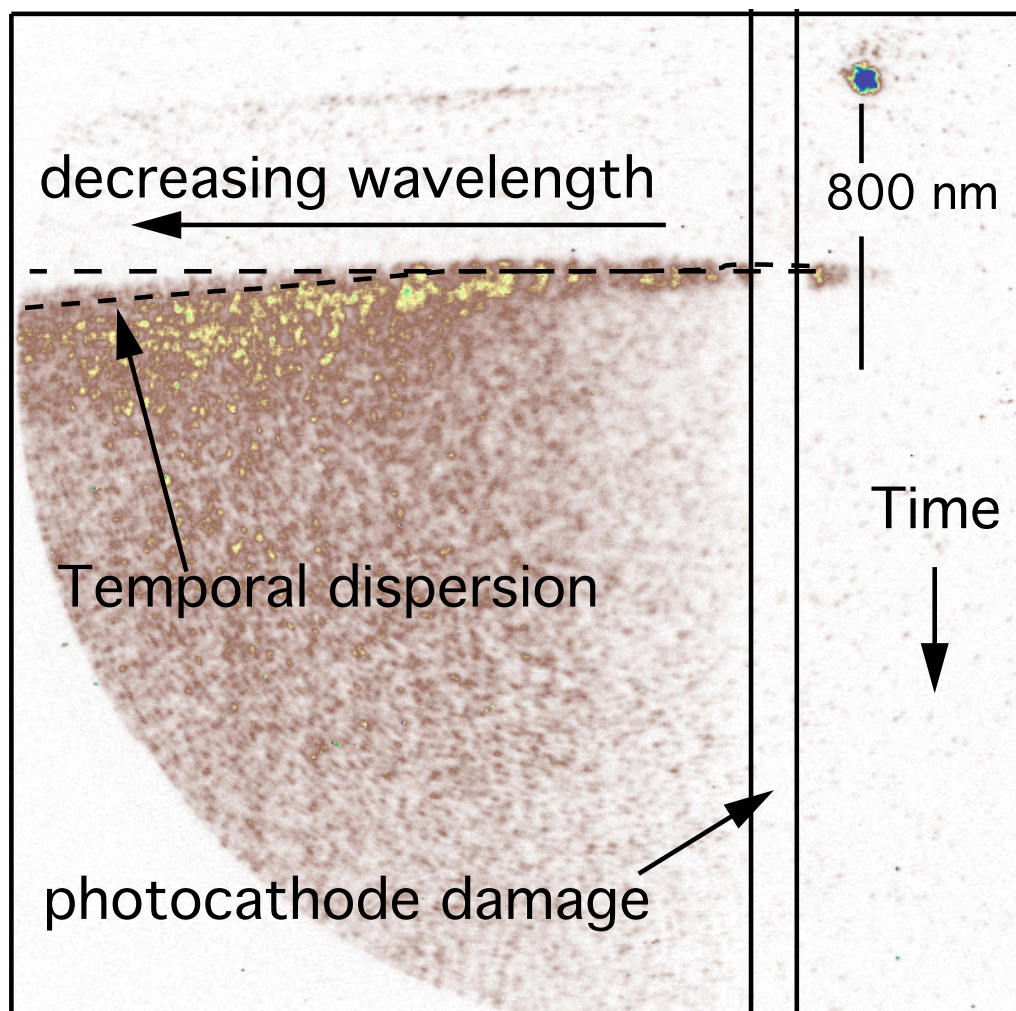 decreasing wavelength
800 nm
Time
Temporal dispersion
photocathode damage